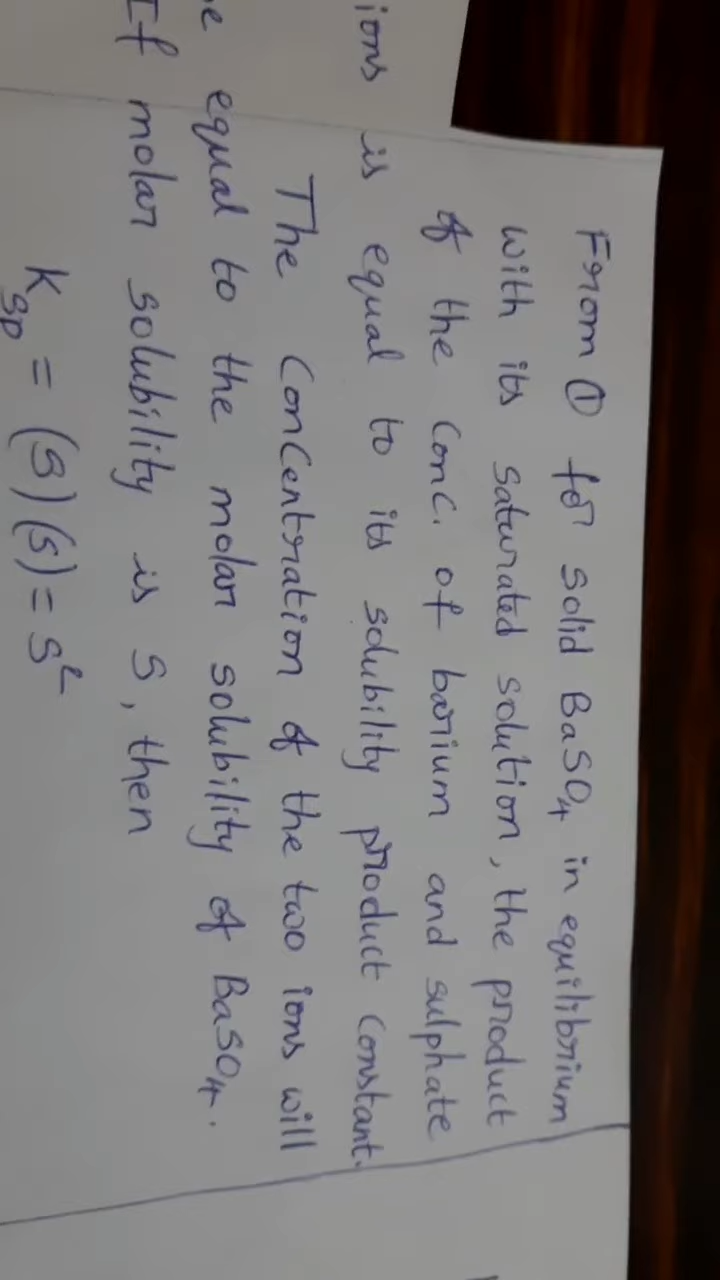 From ① for solid BaSO₄ in equilibrium
with its saturated solution, the product
of the conc. of barium and sulphate
ions is equal to its solubility product constant.
The concentration of the two ions will
be equal to the molar solubility of BaSO₄.
If molar solubility is S, then
Ksp = (S) (S) = S²